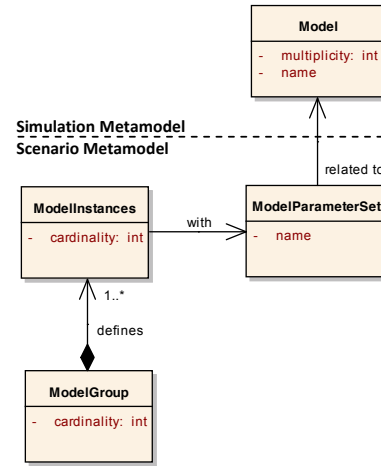 Model
- multiplicity: int
- name
Simulation Metamodel
Scenario Metamodel
related to
ModelInstances
- cardinality: int
with
ModelParameterSet
- name
1..*
defines
ModelGroup
- cardinality: int